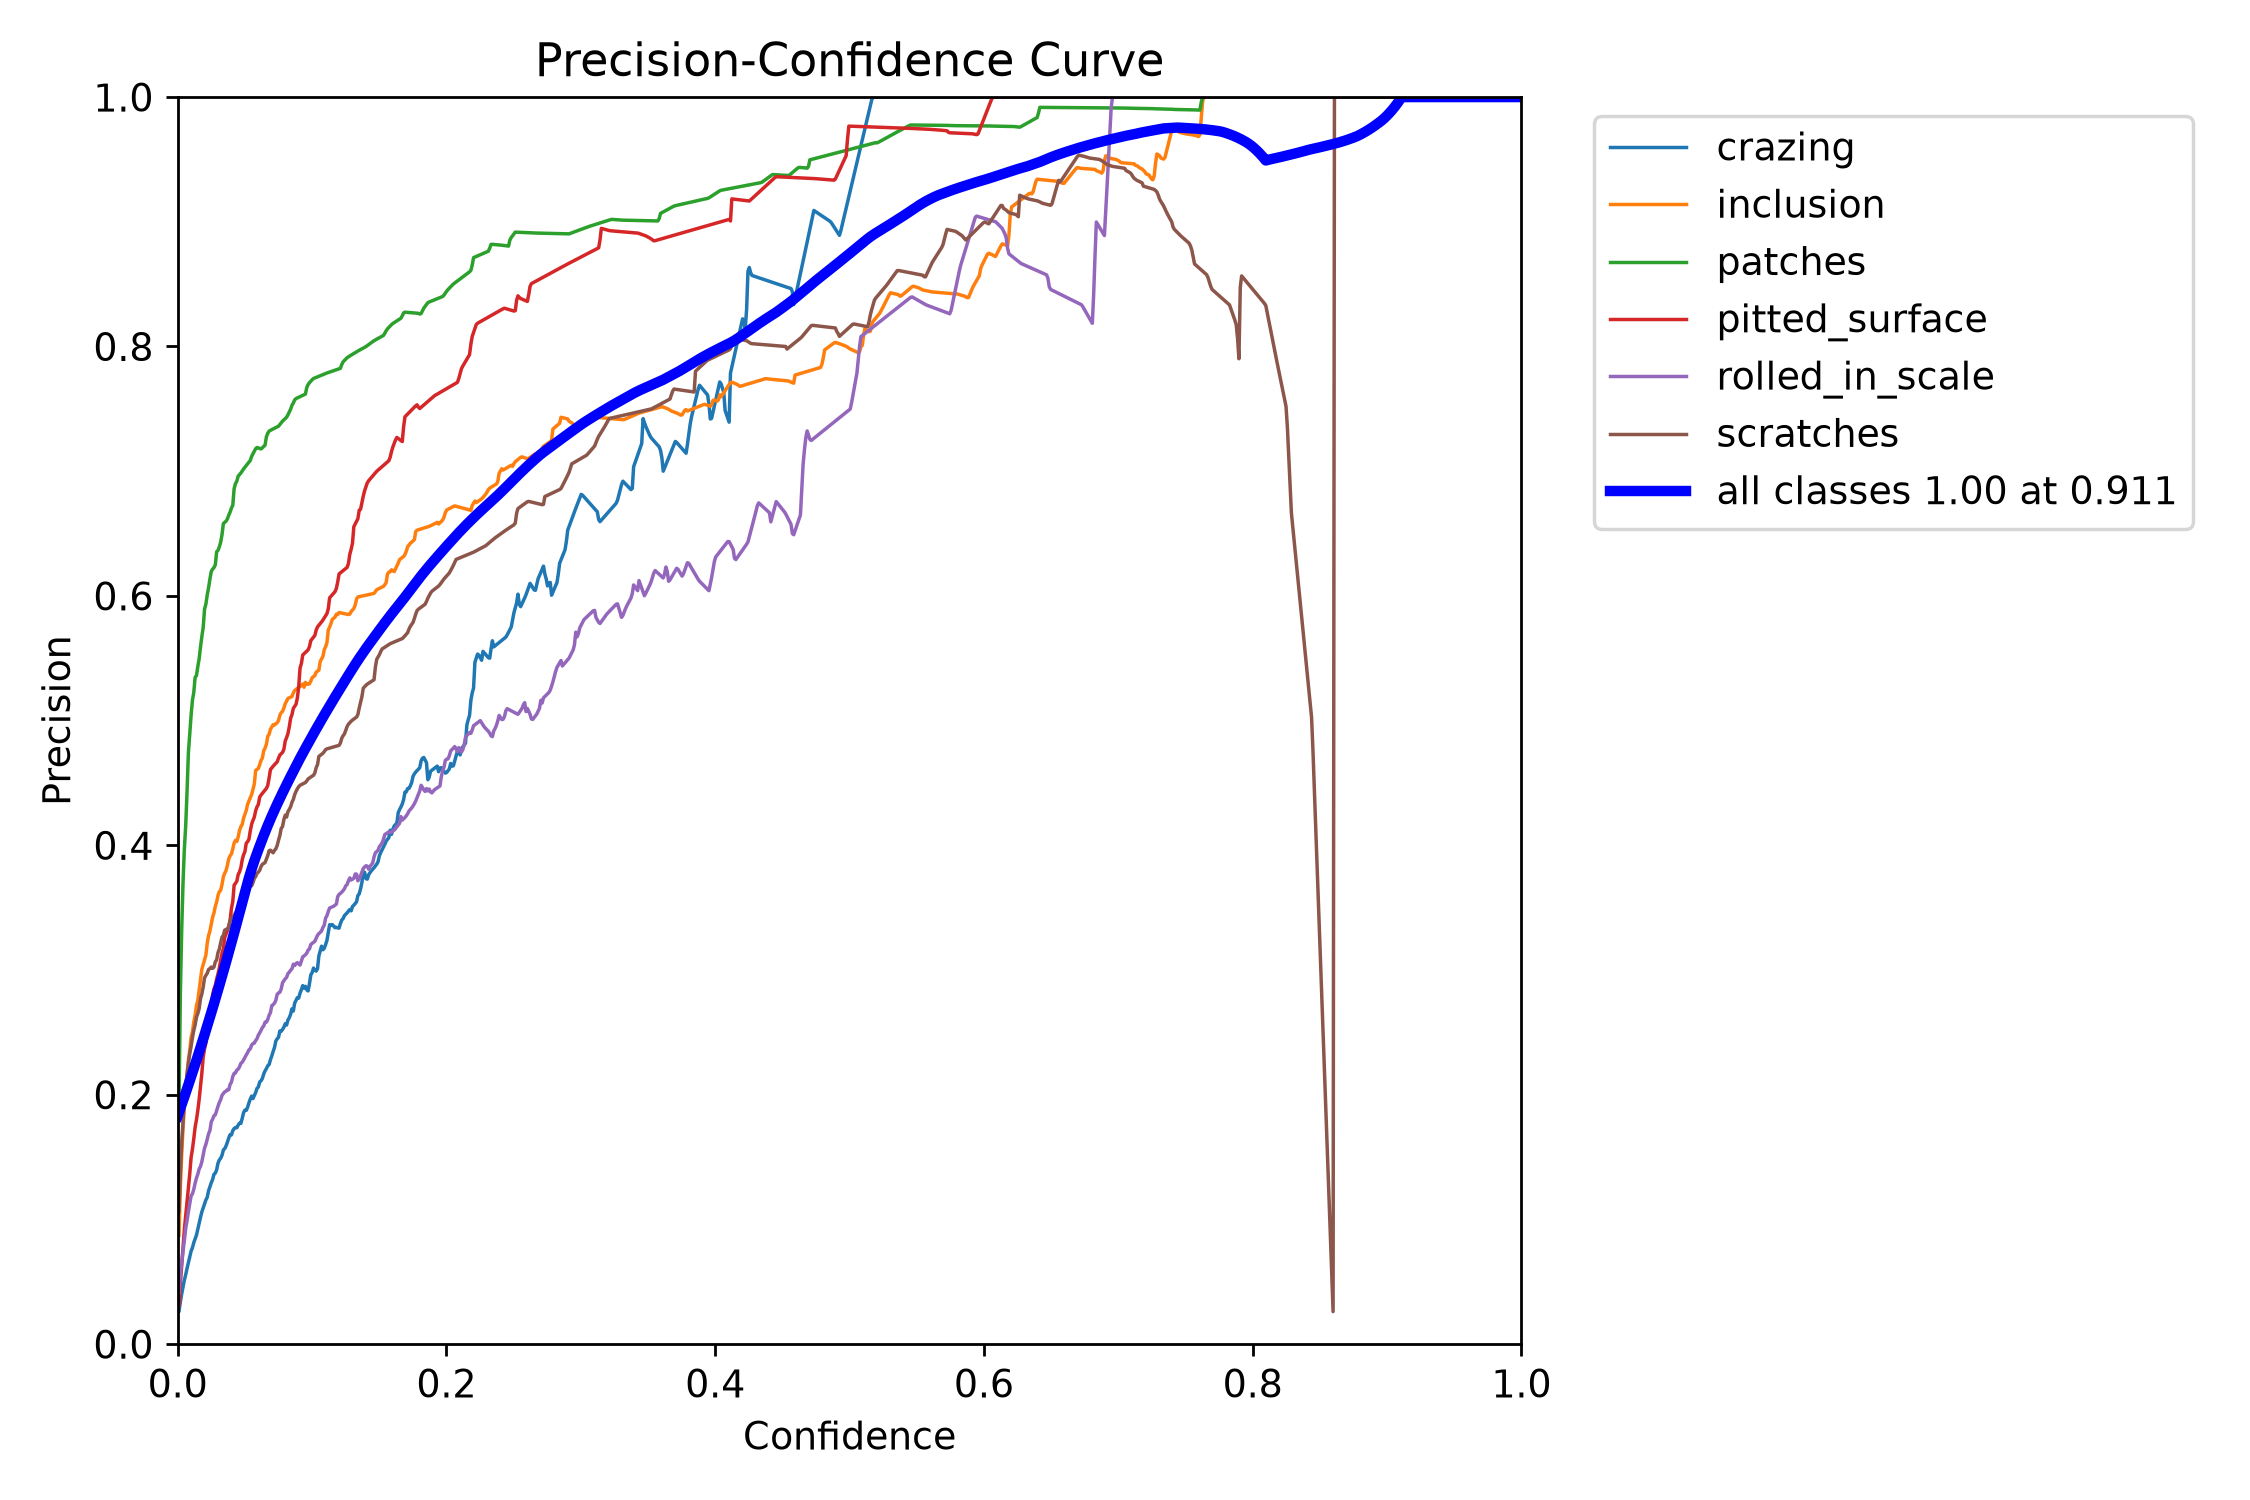 Precision-Confidence Curve
1.0
0.8
0.6
0.4
0.2
0.0
Precision
0.0 0.2 0.4 0.6 0.8 1.0
Confidence
crazing
inclusion
patches
pitted_surface
rolled_in_scale
scratches
all classes 1.00 at 0.911